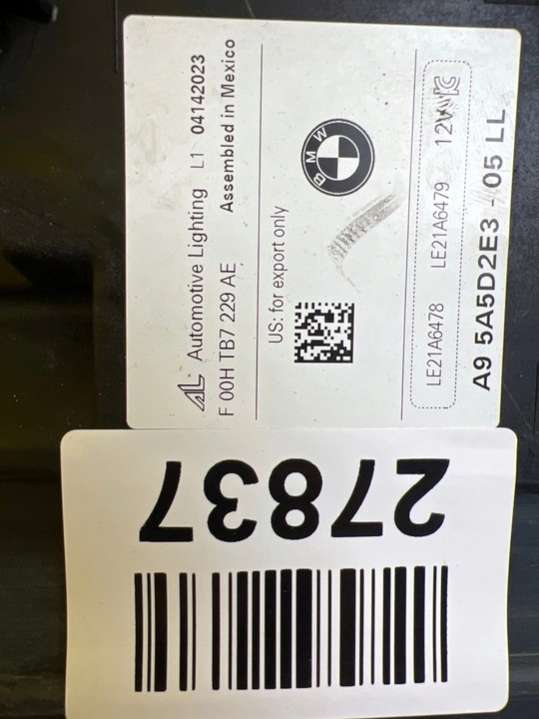 Automotive Lighting L1 04142023
F 00H TB7 229 AE Assembled in Mexico
US: for export only
BMW
LE21A6478 LE21A6479 12W
A9 5A5D2E3 - 05 LL
27837